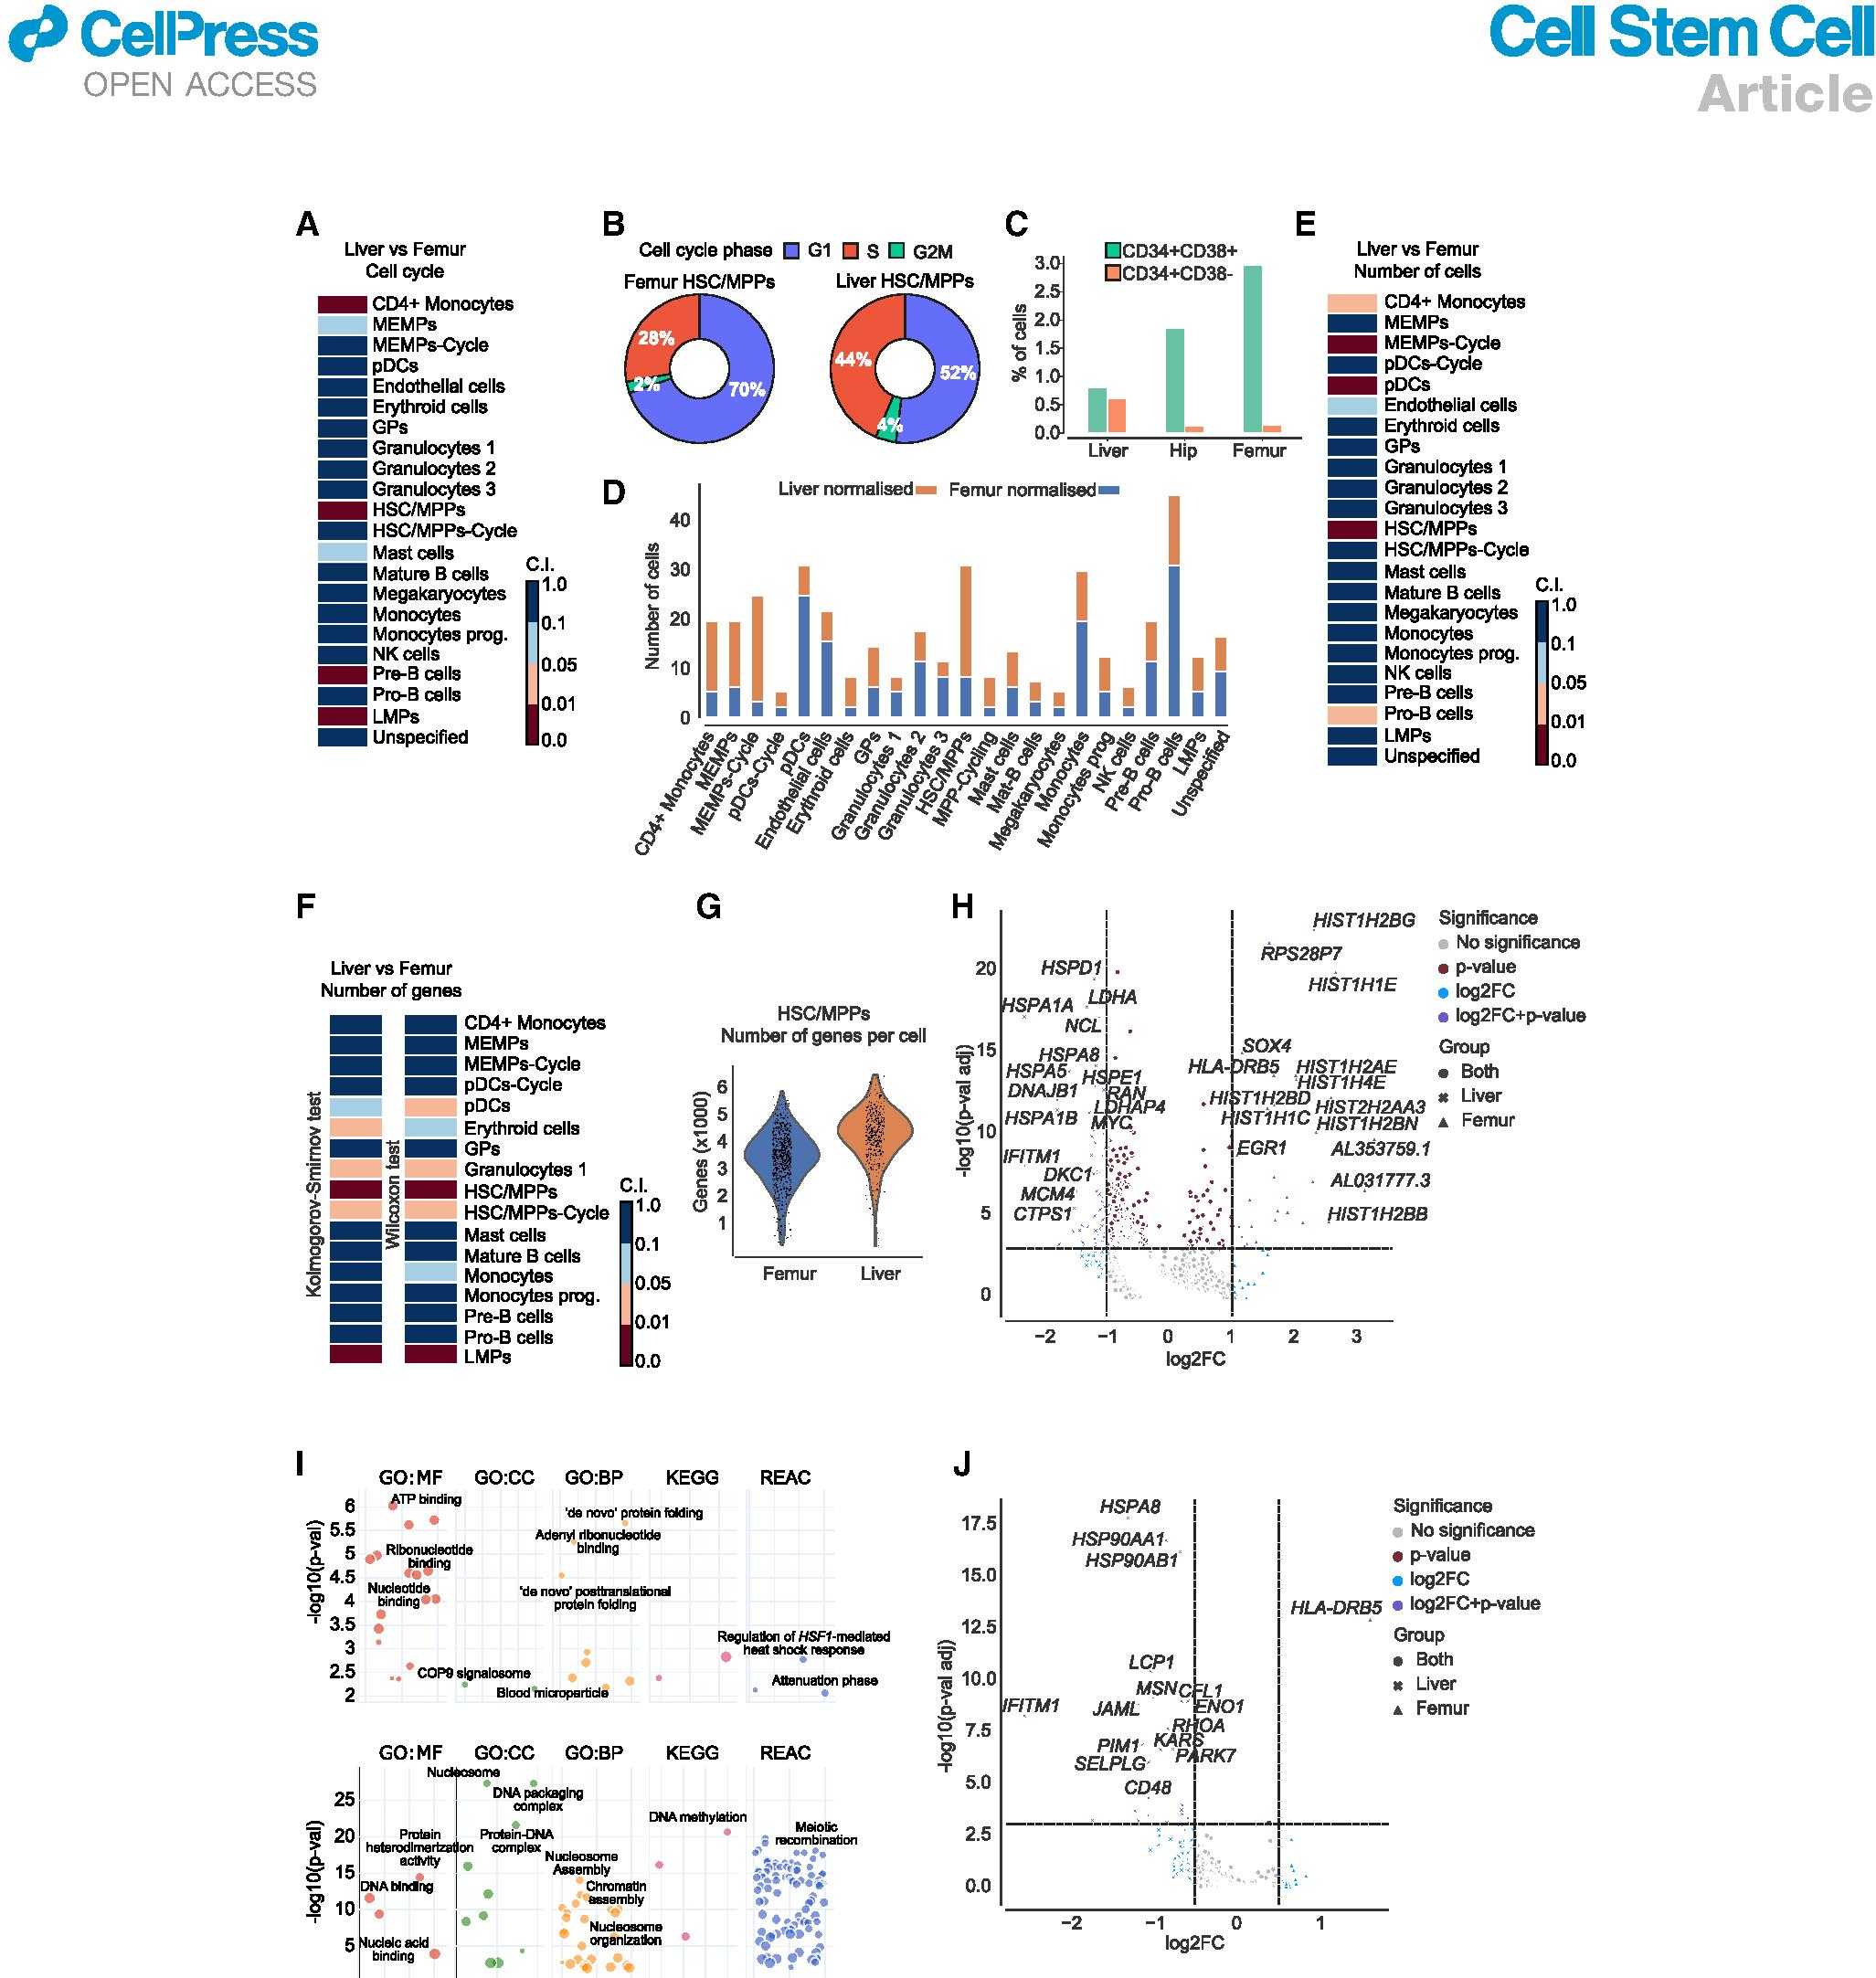 CellPress
OPEN ACCESS
Cell Stem Cell
Article
A
Liver vs Femur
Cell cycle
CD4+ Monocytes
MEMPs
MEMPs-Cycle
pDCs
Endothelial cells
Erythroid cells
GPs
Granulocytes 1
Granulocytes 2
Granulocytes 3
HSC/MPPs
HSC/MPPs-Cycle
Mast cells
Mature B cells
Megakaryocytes
Monocytes
Monocytes prog.
NK cells
Pre-B cells
Pro-B cells
LMPs
Unspecified
C.I.
1.0
0.1
0.05
0.01
0.0
B
Cell cycle phase G1 S G2M
Femur HSC/MPPs
Liver HSC/MPPs
28%
2%
70%
44%
4%
52%
C
CD34+CD38+
CD34+CD38-
% of cells
3.0
2.5
2.0
1.5
1.0
0.5
0.0
Liver Hip Femur
D
Liver normalised Femur normalised
Number of cells
40
30
20
10
0
CD4+ Monocytes
MEMPs
MEMPs-Cycle
pDCs-Cycle
pDCs
Endothelial cells
Erythroid cells
GPs
Granulocytes 1
Granulocytes 2
Granulocytes 3
HSC/MPPs
MPP-Cycling
Mast cells
Mat-B cells
Megakaryocytes
Monocytes
Monocytes prog
NK cells
Pre-B cells
Pro-B cells
LMPs
Unspecified
E
Liver vs Femur
Number of cells
CD4+ Monocytes
MEMPs
MEMPs-Cycle
pDCs-Cycle
pDCs
Endothelial cells
Erythroid cells
GPs
Granulocytes 1
Granulocytes 2
Granulocytes 3
HSC/MPPs
HSC/MPPs-Cycle
Mast cells
Mature B cells
Megakaryocytes
Monocytes
Monocytes prog.
NK cells
Pre-B cells
Pro-B cells
LMPs
Unspecified
C.I.
1.0
0.1
0.05
0.01
0.0
F
Liver vs Femur
Number of genes
Kolmogorov-Smirnov test
Wilcoxon test
CD4+ Monocytes
MEMPs
MEMPs-Cycle
pDCs-Cycle
pDCs
Erythroid cells
GPs
Granulocytes 1
HSC/MPPs
HSC/MPPs-Cycle
Mast cells
Mature B cells
Monocytes
Monocytes prog.
Pre-B cells
Pro-B cells
LMPs
C.I.
1.0
0.1
0.05
0.01
0.0
G
HSC/MPPs
Number of genes per cell
Genes (x1000)
6
5
4
3
2
1
Femur Liver
H
-log10(p-val adj)
20
15
10
5
0
−2 −1 0 1 2 3
log2FC
HSPD1
HSPA1A
LDHA
NCL
HSPA8
HSPA5
HSPE1
DNAJB1
RAN
LDHAP4
HSPA1B
MYC
IFITM1
DKC1
MCM4
CTPS1
HIST1H2BG
RPS28P7
HIST1H1E
SOX4
HLA-DRB5
HIST1H2AE
HIST1H4E
HIST1H2BD
HIST2H2AA3
HIST1H1C
HIST1H2BN
EGR1
AL353759.1
AL031777.3
HIST1H2BB
Significance
No significance
p-value
log2FC
log2FC+p-value
Group
Both
Liver
Femur
I
GO:MF GO:CC GO:BP KEGG REAC
-log10(p-val)
6
5.5
5
4.5
4
3.5
3
2.5
2
ATP binding
Ribonucleotide
binding
Nucleotide
binding
COP9 signalosome
Blood microparticle
'de novo' protein folding
Adenyl ribonucleotide
binding
'de novo' posttranslational
protein folding
Regulation of HSF1-mediated
heat shock response
Attenuation phase
GO:MF GO:CC GO:BP KEGG REAC
-log10(p-val)
25
20
15
10
5
Nucleosome
DNA packaging
complex
Protein
heterodimerization
activity
Protein-DNA
complex
DNA binding
Nucleic acid
binding
Nucleosome
Assembly
Chromatin
assembly
Nucleosome
organization
DNA methylation
Meiotic
recombination
J
-log10(p-val adj)
17.5
15.0
12.5
10.0
7.5
5.0
2.5
0.0
−2 −1 0 1
log2FC
HSPA8
HSP90AA1
HSP90AB1
HLA-DRB5
LCP1
MSN
CFL1
IFITM1
JAML
ENO1
RHOA
KARS
PIM1
PARK7
SELPLG
CD48
Significance
No significance
p-value
log2FC
log2FC+p-value
Group
Both
Liver
Femur